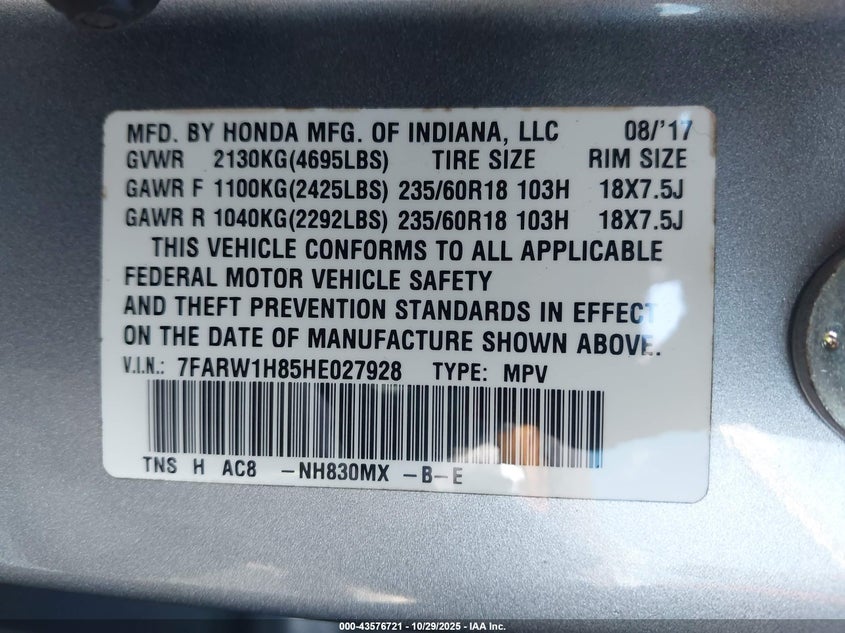 MFD. BY HONDA MFG. OF INDIANA, LLC 08/'17
GVWR 2130KG(4695LBS) TIRE SIZE RIM SIZE
GAWR F 1100KG(2425LBS) 235/60R18 103H 18X7.5J
GAWR R 1040KG(2292LBS) 235/60R18 103H 18X7.5J
THIS VEHICLE CONFORMS TO ALL APPLICABLE
FEDERAL MOTOR VEHICLE SAFETY
AND THEFT PREVENTION STANDARDS IN EFFECT
ON THE DATE OF MANUFACTURE SHOWN ABOVE.
V.I.N.: 7FARW1H85HE027928 TYPE: MPV
TNS H AC8 -NH830MX -B-E
000-43576721 - 10/29/2025 - IAA Inc.